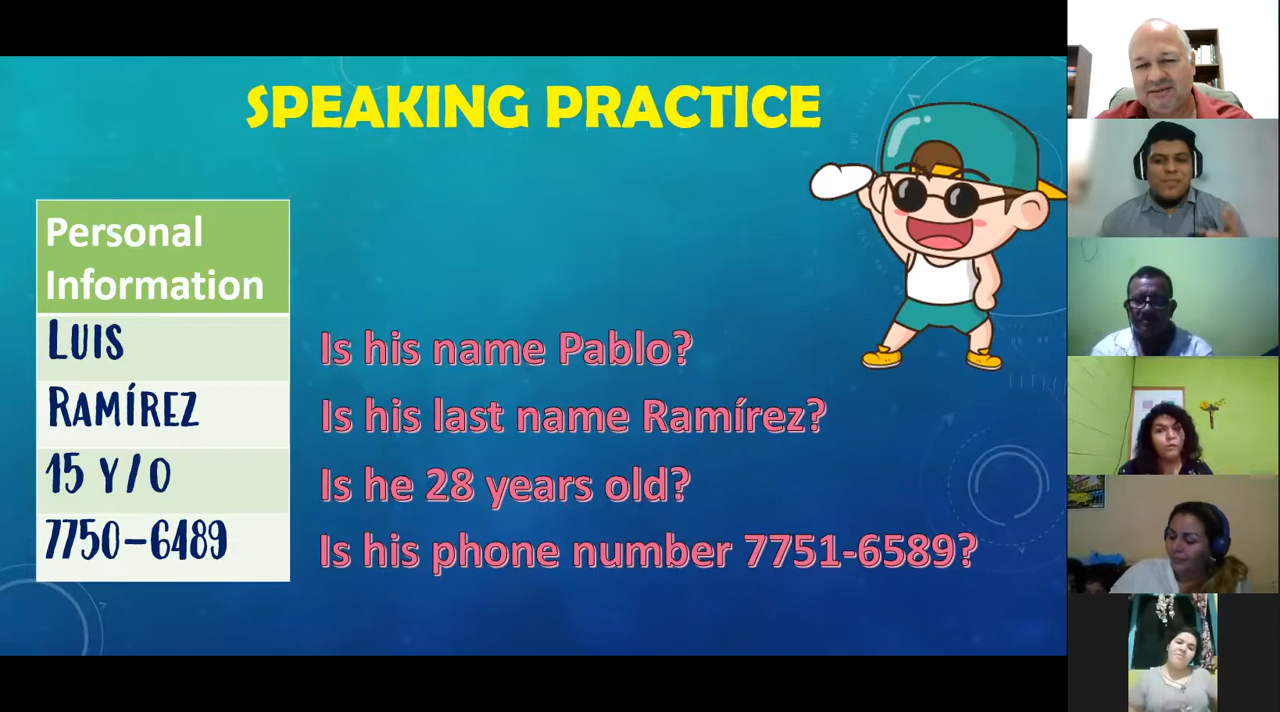 SPEAKING PRACTICE
Personal
Information
LUIS
RAMÍREZ
15 Y/O
7750-6489
Is his name Pablo?
Is his last name Ramírez?
Is he 28 years old?
Is his phone number 7751-6589?